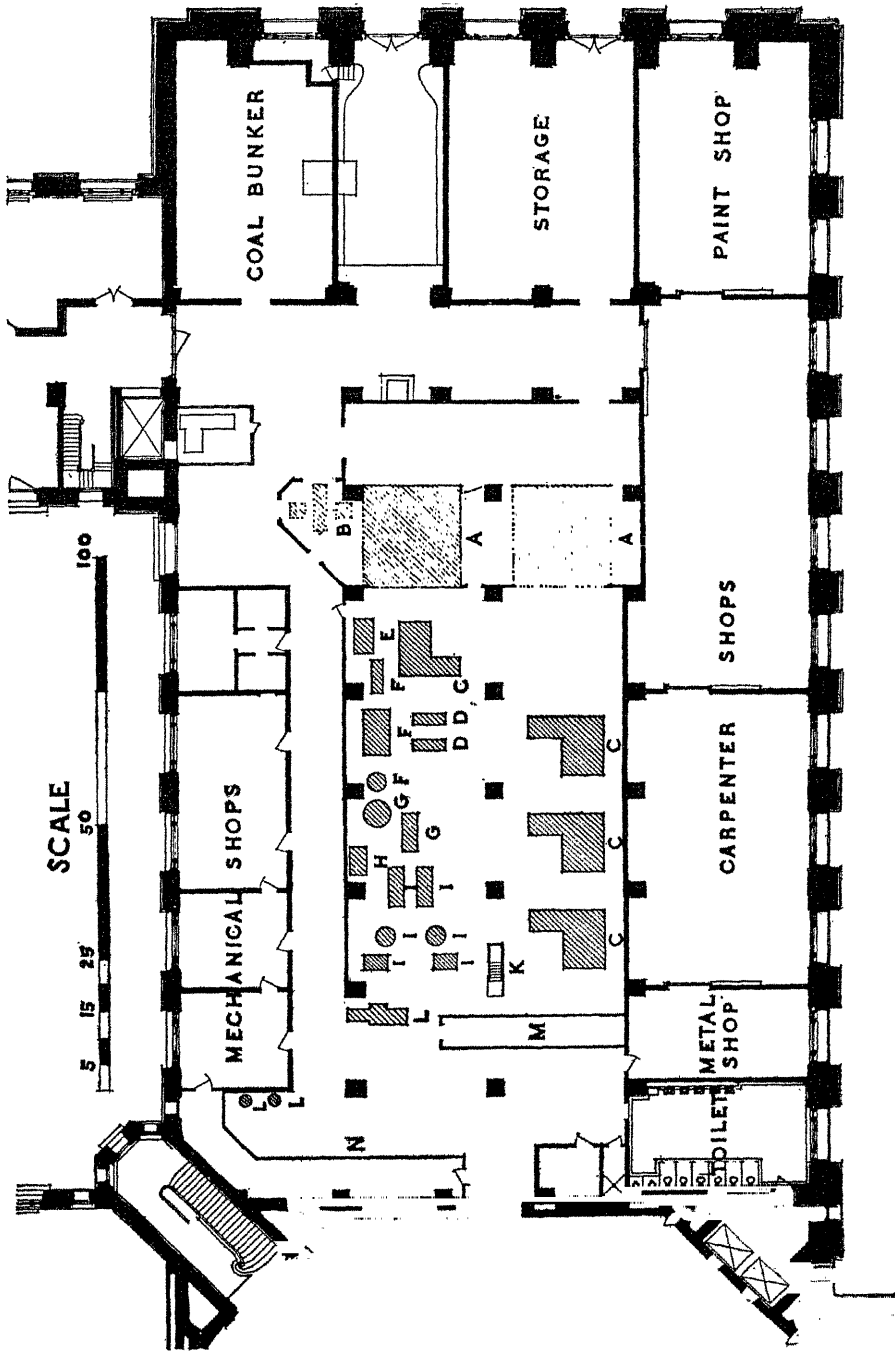 SCALE
5 15 25 50 100
MECHANICAL SHOPS
COAL BUNKER
L
L
N
B
H
G
F
F
F
E
I
I
L
G
I
I
I
D D
C
A
K
M
STORAGE
C
C
C
A
METAL
SHOP
TOILET
CARPENTER SHOPS
PAINT SHOP